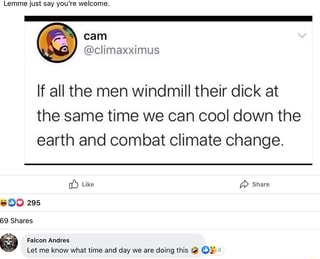 Lemme just say you're welcome.
cam
@climaxximus
If all the men windmill their dick at
the same time we can cool down the
earth and combat climate change.
Like
Share
295
69 Shares
Falcon Andres
Let me know what time and day we are doing this 🤣